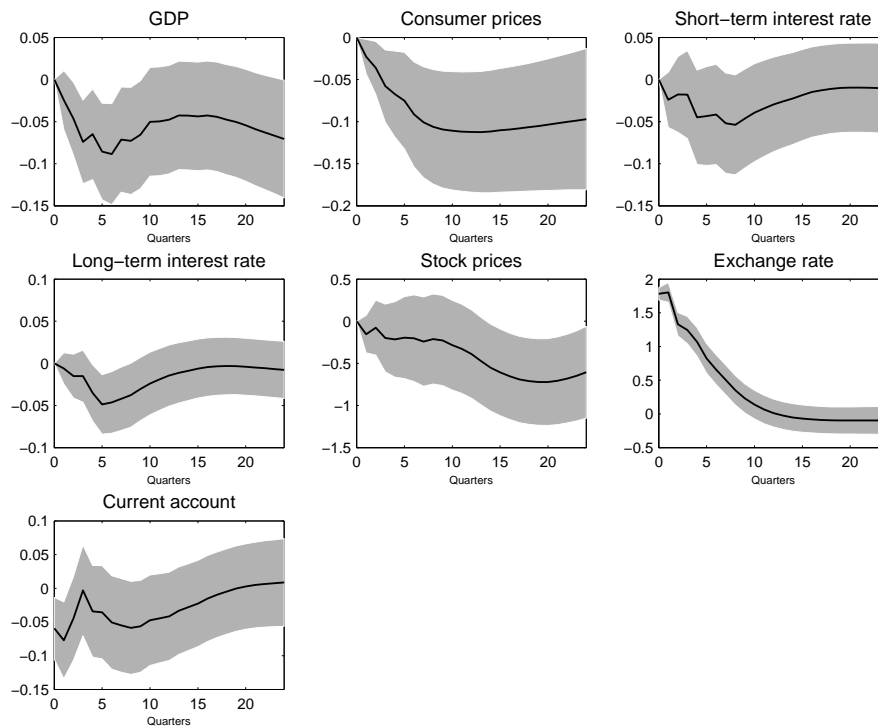 GDP
0.05
0
−0.05
−0.1
−0.15
0 5 10 15 20
Quarters
Consumer prices
0
−0.05
−0.1
−0.15
−0.2
0 5 10 15 20
Quarters
Short−term interest rate
0.05
0
−0.05
−0.1
−0.15
0 5 10 15 20
Quarters
Long−term interest rate
0.1
0.05
0
−0.05
−0.1
0 5 10 15 20
Quarters
Stock prices
0.5
0
−0.5
−1
−1.5
0 5 10 15 20
Quarters
Exchange rate
2
1.5
1
0.5
0
−0.5
0 5 10 15 20
Quarters
Current account
0.1
0.05
0
−0.05
−0.1
−0.15
0 5 10 15 20
Quarters